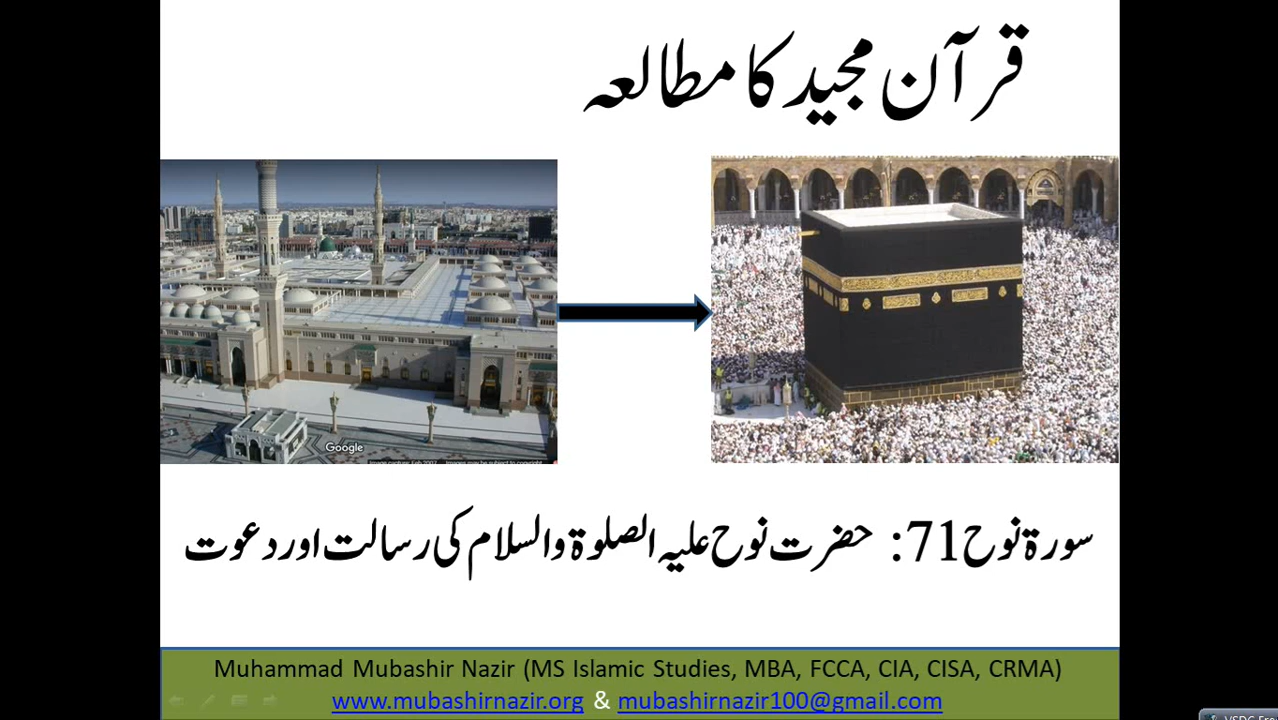 قرآن مجید کا مطالعہ
Google
سورۃ نوح 71: حضرت نوح علیہ الصلوۃ والسلام کی رسالت اور دعوت
Muhammad Mubashir Nazir (MS Islamic Studies, MBA, FCCA, CIA, CISA, CRMA)
www.mubashirnazir.org & mubashirnazir100@gmail.com